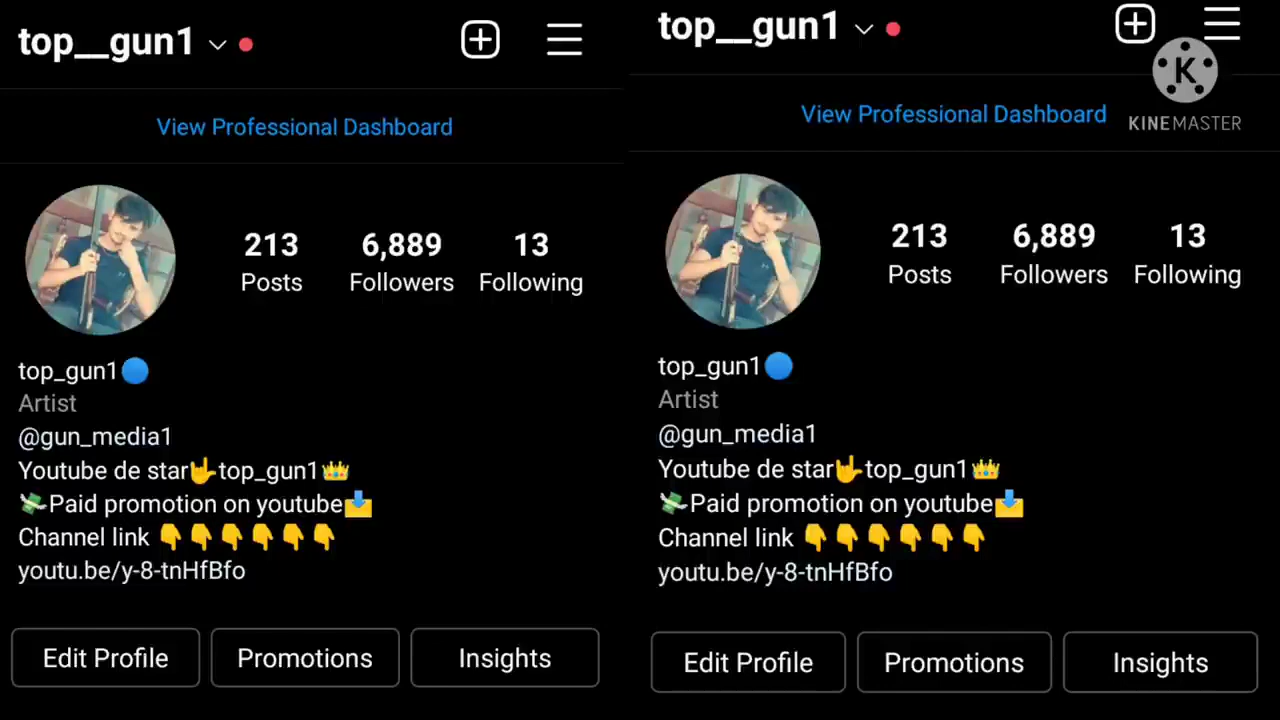 top__gun1
View Professional Dashboard
213 6,889 13
Posts Followers Following
top_gun1🔵
Artist
@gun_media1
Youtube de star🤟top_gun1👑
💸Paid promotion on youtube📩
Channel link 👇👇👇👇👇👇
youtu.be/y-8-tnHfBfo
Edit Profile Promotions Insights
top__gun1
KINEMASTER
View Professional Dashboard
213 6,889 13
Posts Followers Following
top_gun1🔵
Artist
@gun_media1
Youtube de star🤟top_gun1👑
💸Paid promotion on youtube📩
Channel link 👇👇👇👇👇👇
youtu.be/y-8-tnHfBfo
Edit Profile Promotions Insights